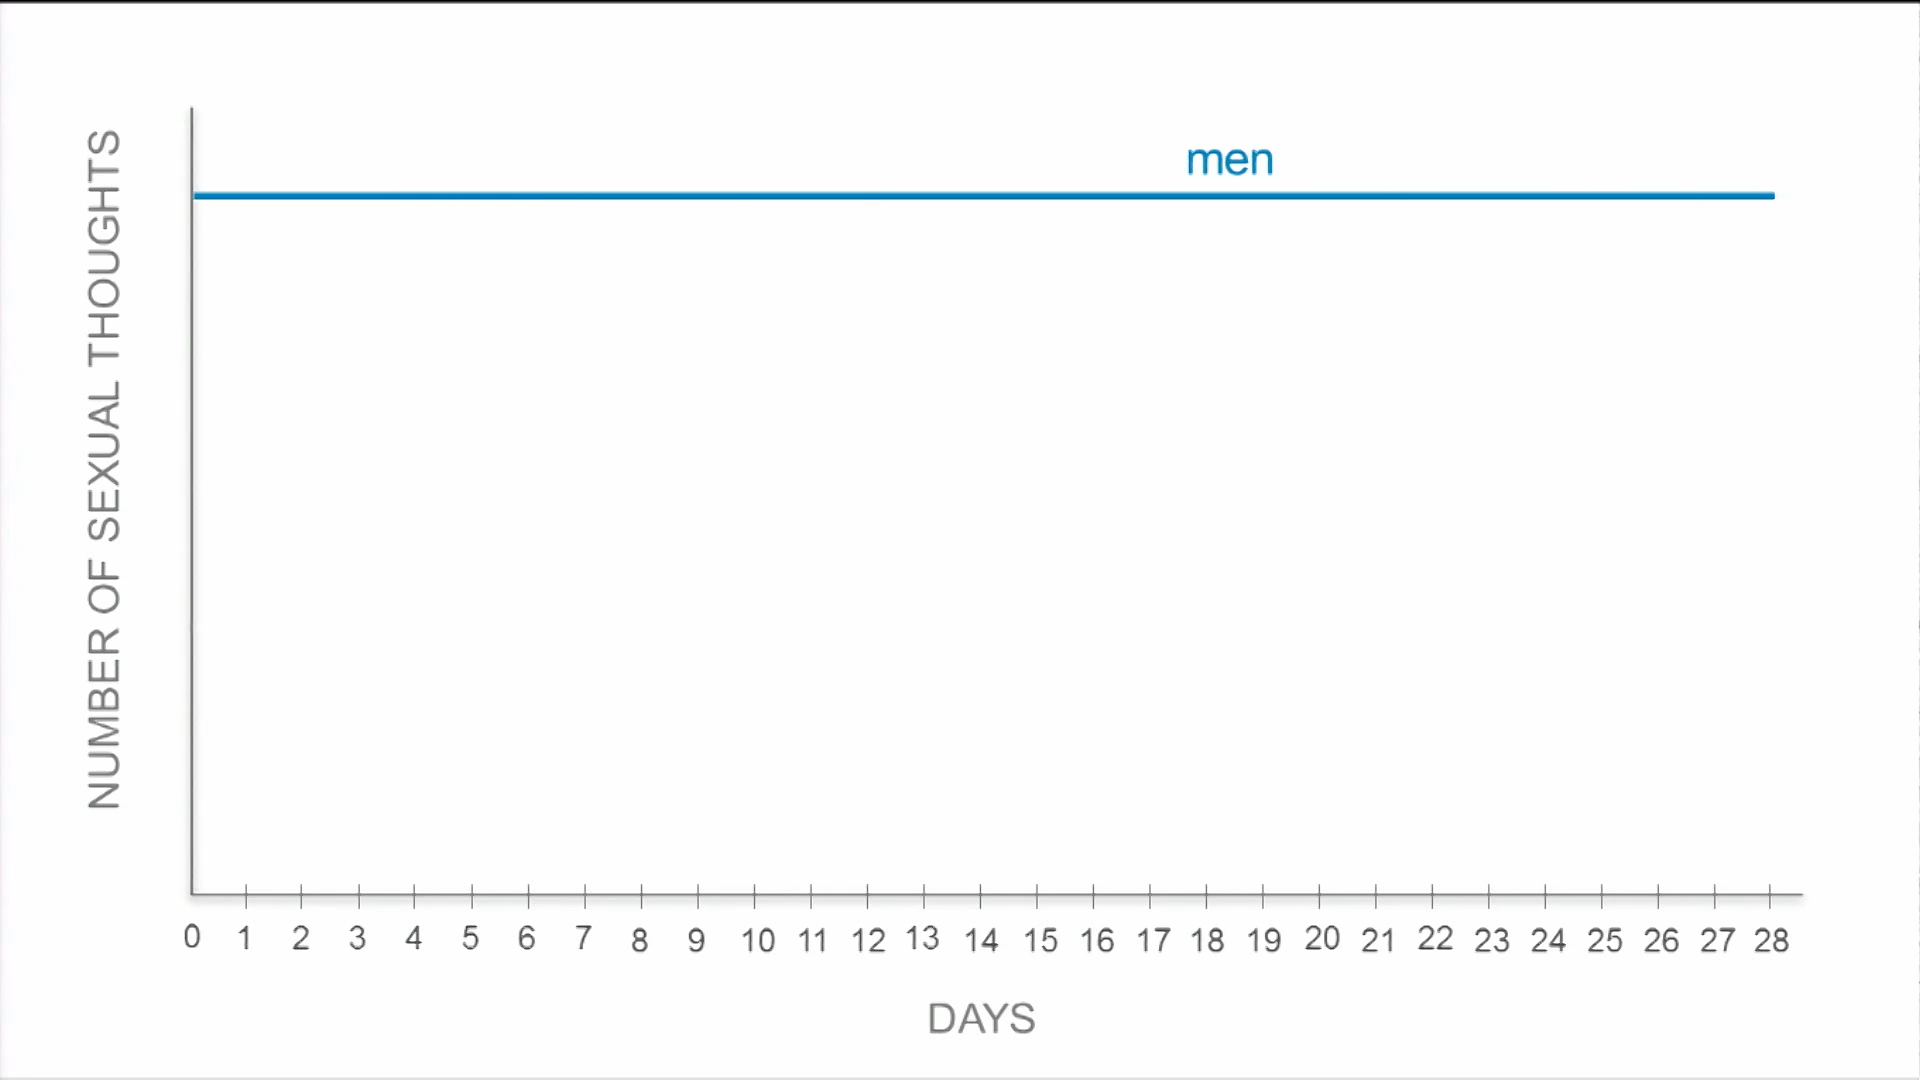 NUMBER OF SEXUAL THOUGHTS
men
0 1 2 3 4 5 6 7 8 9 10 11 12 13 14 15 16 17 18 19 20 21 22 23 24 25 26 27 28
DAYS